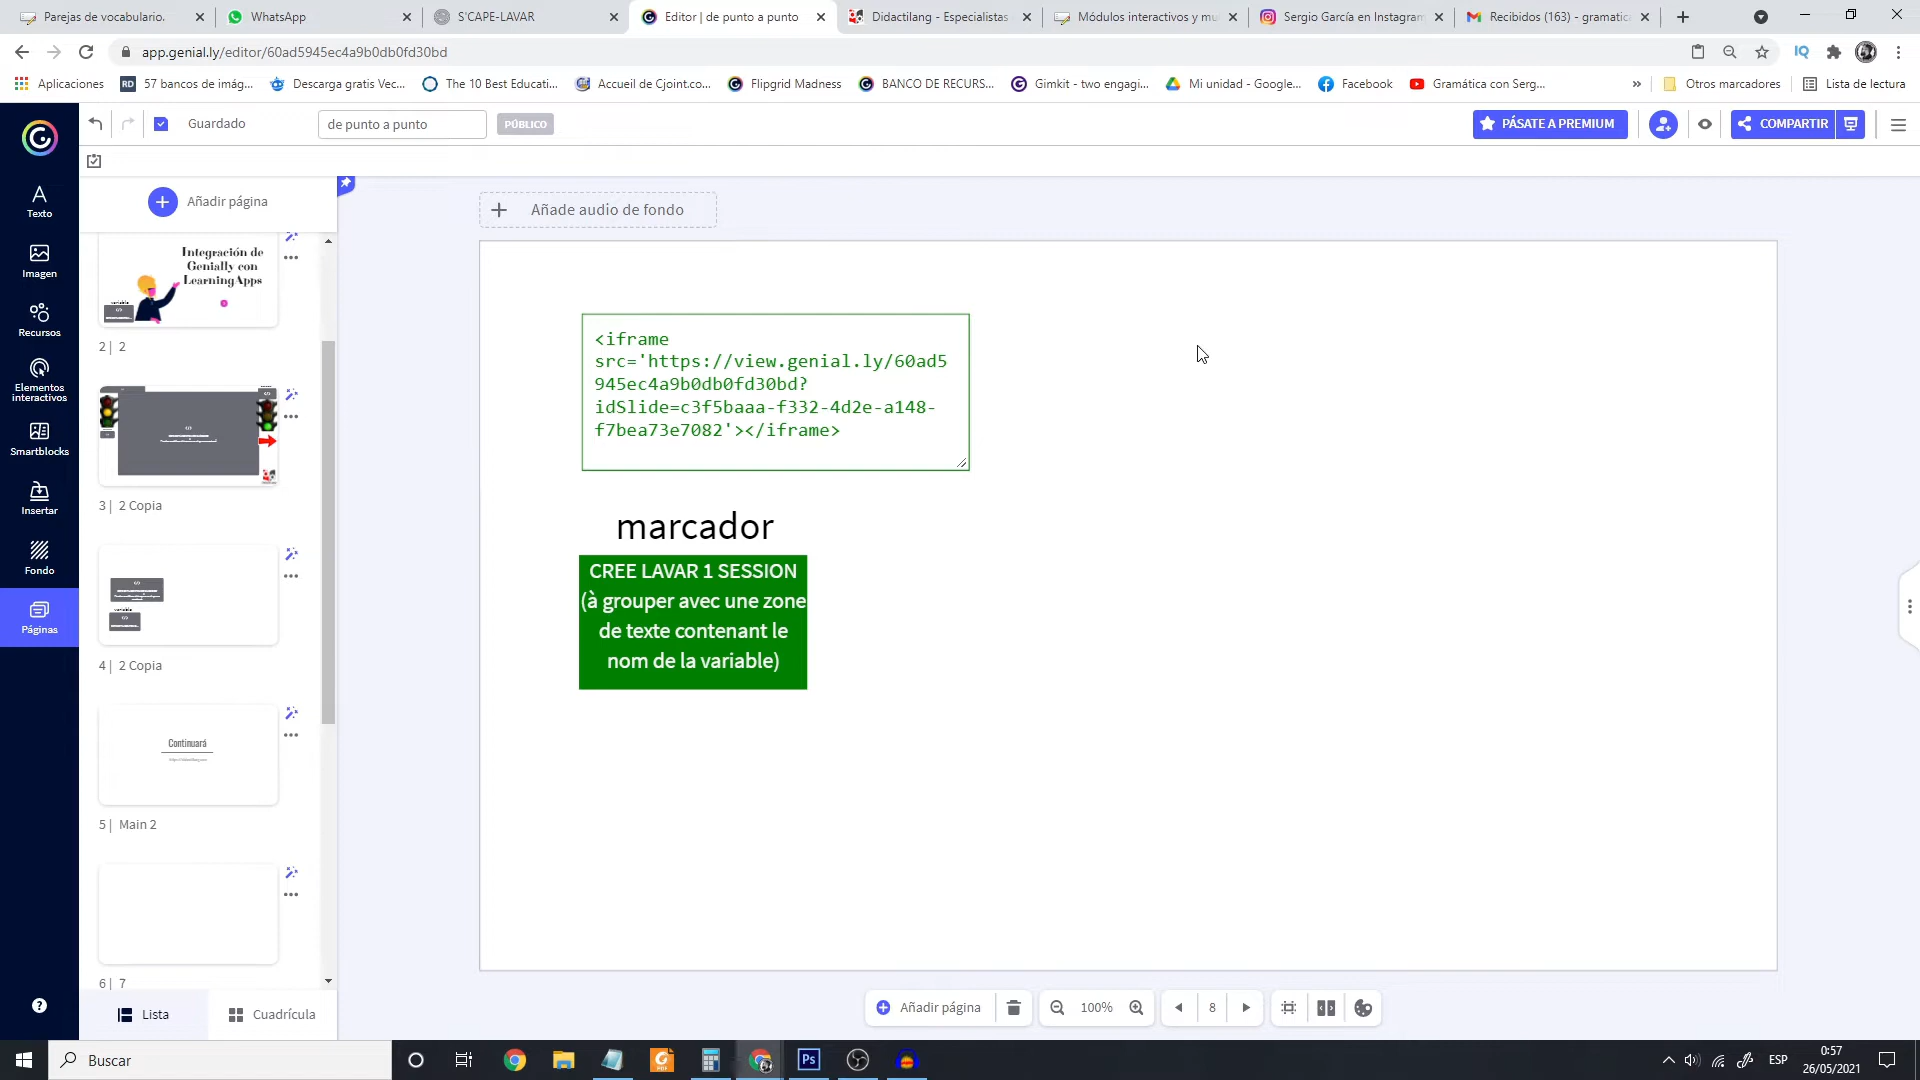 Parejas de vocabulario.
WhatsApp
S'CAPE-LAVAR
Editor | de punto a punto
Didactilang - Especialistas
Módulos interactivos y mu
Sergio García en Instagram
Recibidos (163) - gramatic
app.genial.ly/editor/60ad5945ec4a9b0db0fd30bd
Aplicaciones
57 bancos de imág...
Descarga gratis Vec...
The 10 Best Educati...
Accueil de Cjoint.co...
Flipgrid Madness
BANCO DE RECURS...
Gimkit - two engagi...
Mi unidad - Google...
Facebook
Gramática con Serg...
»
Otros marcadores
Lista de lectura
Guardado
de punto a punto
PÚBLICO
PÁSATE A PREMIUM
COMPARTIR
Texto
Imagen
Recursos
Elementos
interactivos
Smartblocks
Insertar
Fondo
Páginas
Añadir página
Integración de
Genially con
LearningApps
variable
2 | 2
3 | 2 Copia
variable
4 | 2 Copia
Continuará
5 | Main 2
6 | 7
Lista
Cuadrícula
Añade audio de fondo
<iframe
src='https://view.genial.ly/60ad5
945ec4a9b0db0fd30bd?
idSlide=c3f5baaa-f332-4d2e-a148-
f7bea73e7082'></iframe>
marcador
CREE LAVAR 1 SESSION
(à grouper avec une zone
de texte contenant le
nom de la variable)
Añadir página
100%
8
Buscar
ESP
0:57
26/05/2021